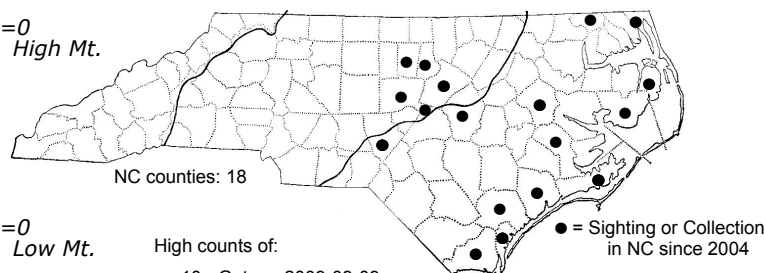 =0
High Mt.
NC counties: 18
=0
Low Mt.
High counts of:
= Sighting or Collection
in NC since 2004